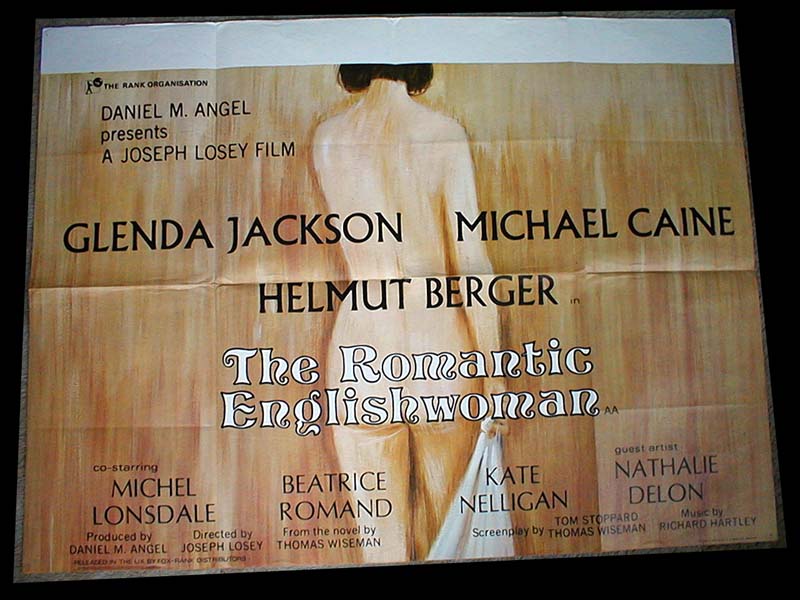 THE RANK ORGANISATION
DANIEL M. ANGEL
presents
A JOSEPH LOSEY FILM
GLENDA JACKSON MICHAEL CAINE
HELMUT BERGER in
The Romantic
Englishwoman AA
co-starring
MICHEL
LONSDALE
BEATRICE
ROMAND
KATE
NELLIGAN
guest artist
NATHALIE
DELON
Produced by
DANIEL M. ANGEL
Directed by
JOSEPH LOSEY
From the novel by
THOMAS WISEMAN
Screenplay by TOM STOPPARD
THOMAS WISEMAN
Music by
RICHARD HARTLEY
RELEASED IN THE U.K. BY FOX-RANK DISTRIBUTORS